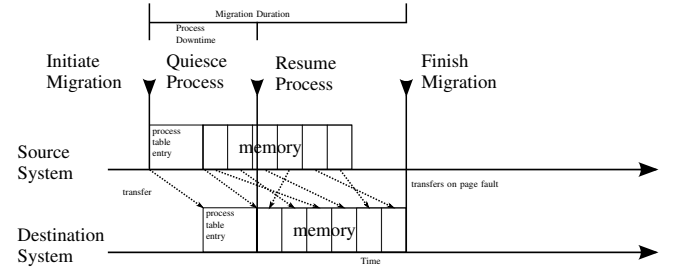 Migration Duration
Process
Downtime
Initiate
Migration
Quiesce
Process
Resume
Process
Finish
Migration
process
table
entry
memory
Source
System
transfer
transfers on page fault
process
table
entry
memory
Destination
System
Time